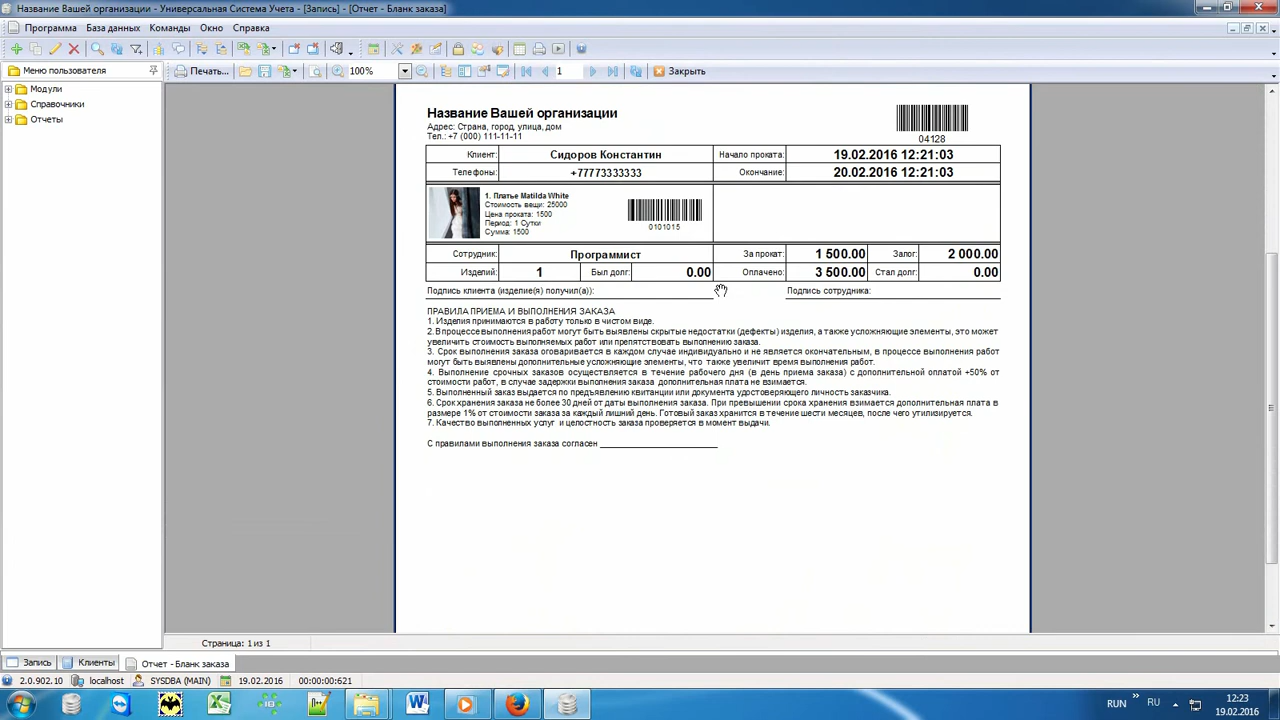 Название Вашей организации - Универсальная Система Учета - [Запись] - [Отчет - Бланк заказа]
Программа База данных Команды Окно Справка
Меню пользователя
Печать... 100% 1 Закрыть
Модули
Справочники
Отчеты
Название Вашей организации
Адрес: Страна, город, улица, дом
Тел.: +7 (000) 111-11-11
04128
Клиент: Сидоров Константин Начало проката: 19.02.2016 12:21:03
Телефоны: +77773333333 Окончание: 20.02.2016 12:21:03
1. Платье Matilda White
Стоимость вещи: 25000
Цена проката: 1500
Период: 1 Сутки
Сумма: 1500
0101015
Сотрудник: Программист За прокат: 1 500.00 Залог: 2 000.00
Изделий: 1 Был долг: 0.00 Оплачено: 3 500.00 Стал долг: 0.00
Подпись клиента (изделие(я) получил(а)): Подпись сотрудника:
ПРАВИЛА ПРИЕМА И ВЫПОЛНЕНИЯ ЗАКАЗА
1. Изделия принимаются в работу только в чистом виде.
2. В процессе выполнения работ могут быть выявлены скрытые недостатки (дефекты) изделия, а также усложняющие элементы, это может
увеличить стоимость выполняемых работ или препятствовать выполнению заказа.
3. Срок выполнения заказа оговаривается в каждом случае индивидуально и не является окончательным, в процессе выполнения работ
могут быть выявлены дополнительные усложняющие элементы, что также увеличит время выполнения работ.
4. Выполнение срочных заказов осуществляется в течение рабочего дня (в день приема заказа) с дополнительной оплатой +50% от
стоимости работ, в случае задержки выполнения заказа дополнительная плата не взимается.
5. Выполненный заказ выдается по предъявлению квитанции или документа удостоверяющего личность заказчика.
6. Срок хранения заказа не более 30 дней от даты выполнения заказа. При превышении срока хранения взимается дополнительная плата в
размере 1% от стоимости заказа за каждый лишний день. Готовый заказ хранится в течение шести месяцев, после чего утилизируется.
7. Качество выполненных услуг и целостность заказа проверяется в момент выдачи.
С правилами выполнения заказа согласен
Страница: 1 из 1
Запись Клиенты Отчет - Бланк заказа
2.0.902.10 localhost SYSDBA (MAIN) 19.02.2016 00:00:00:621
RUN RU 12:23
19.02.2016